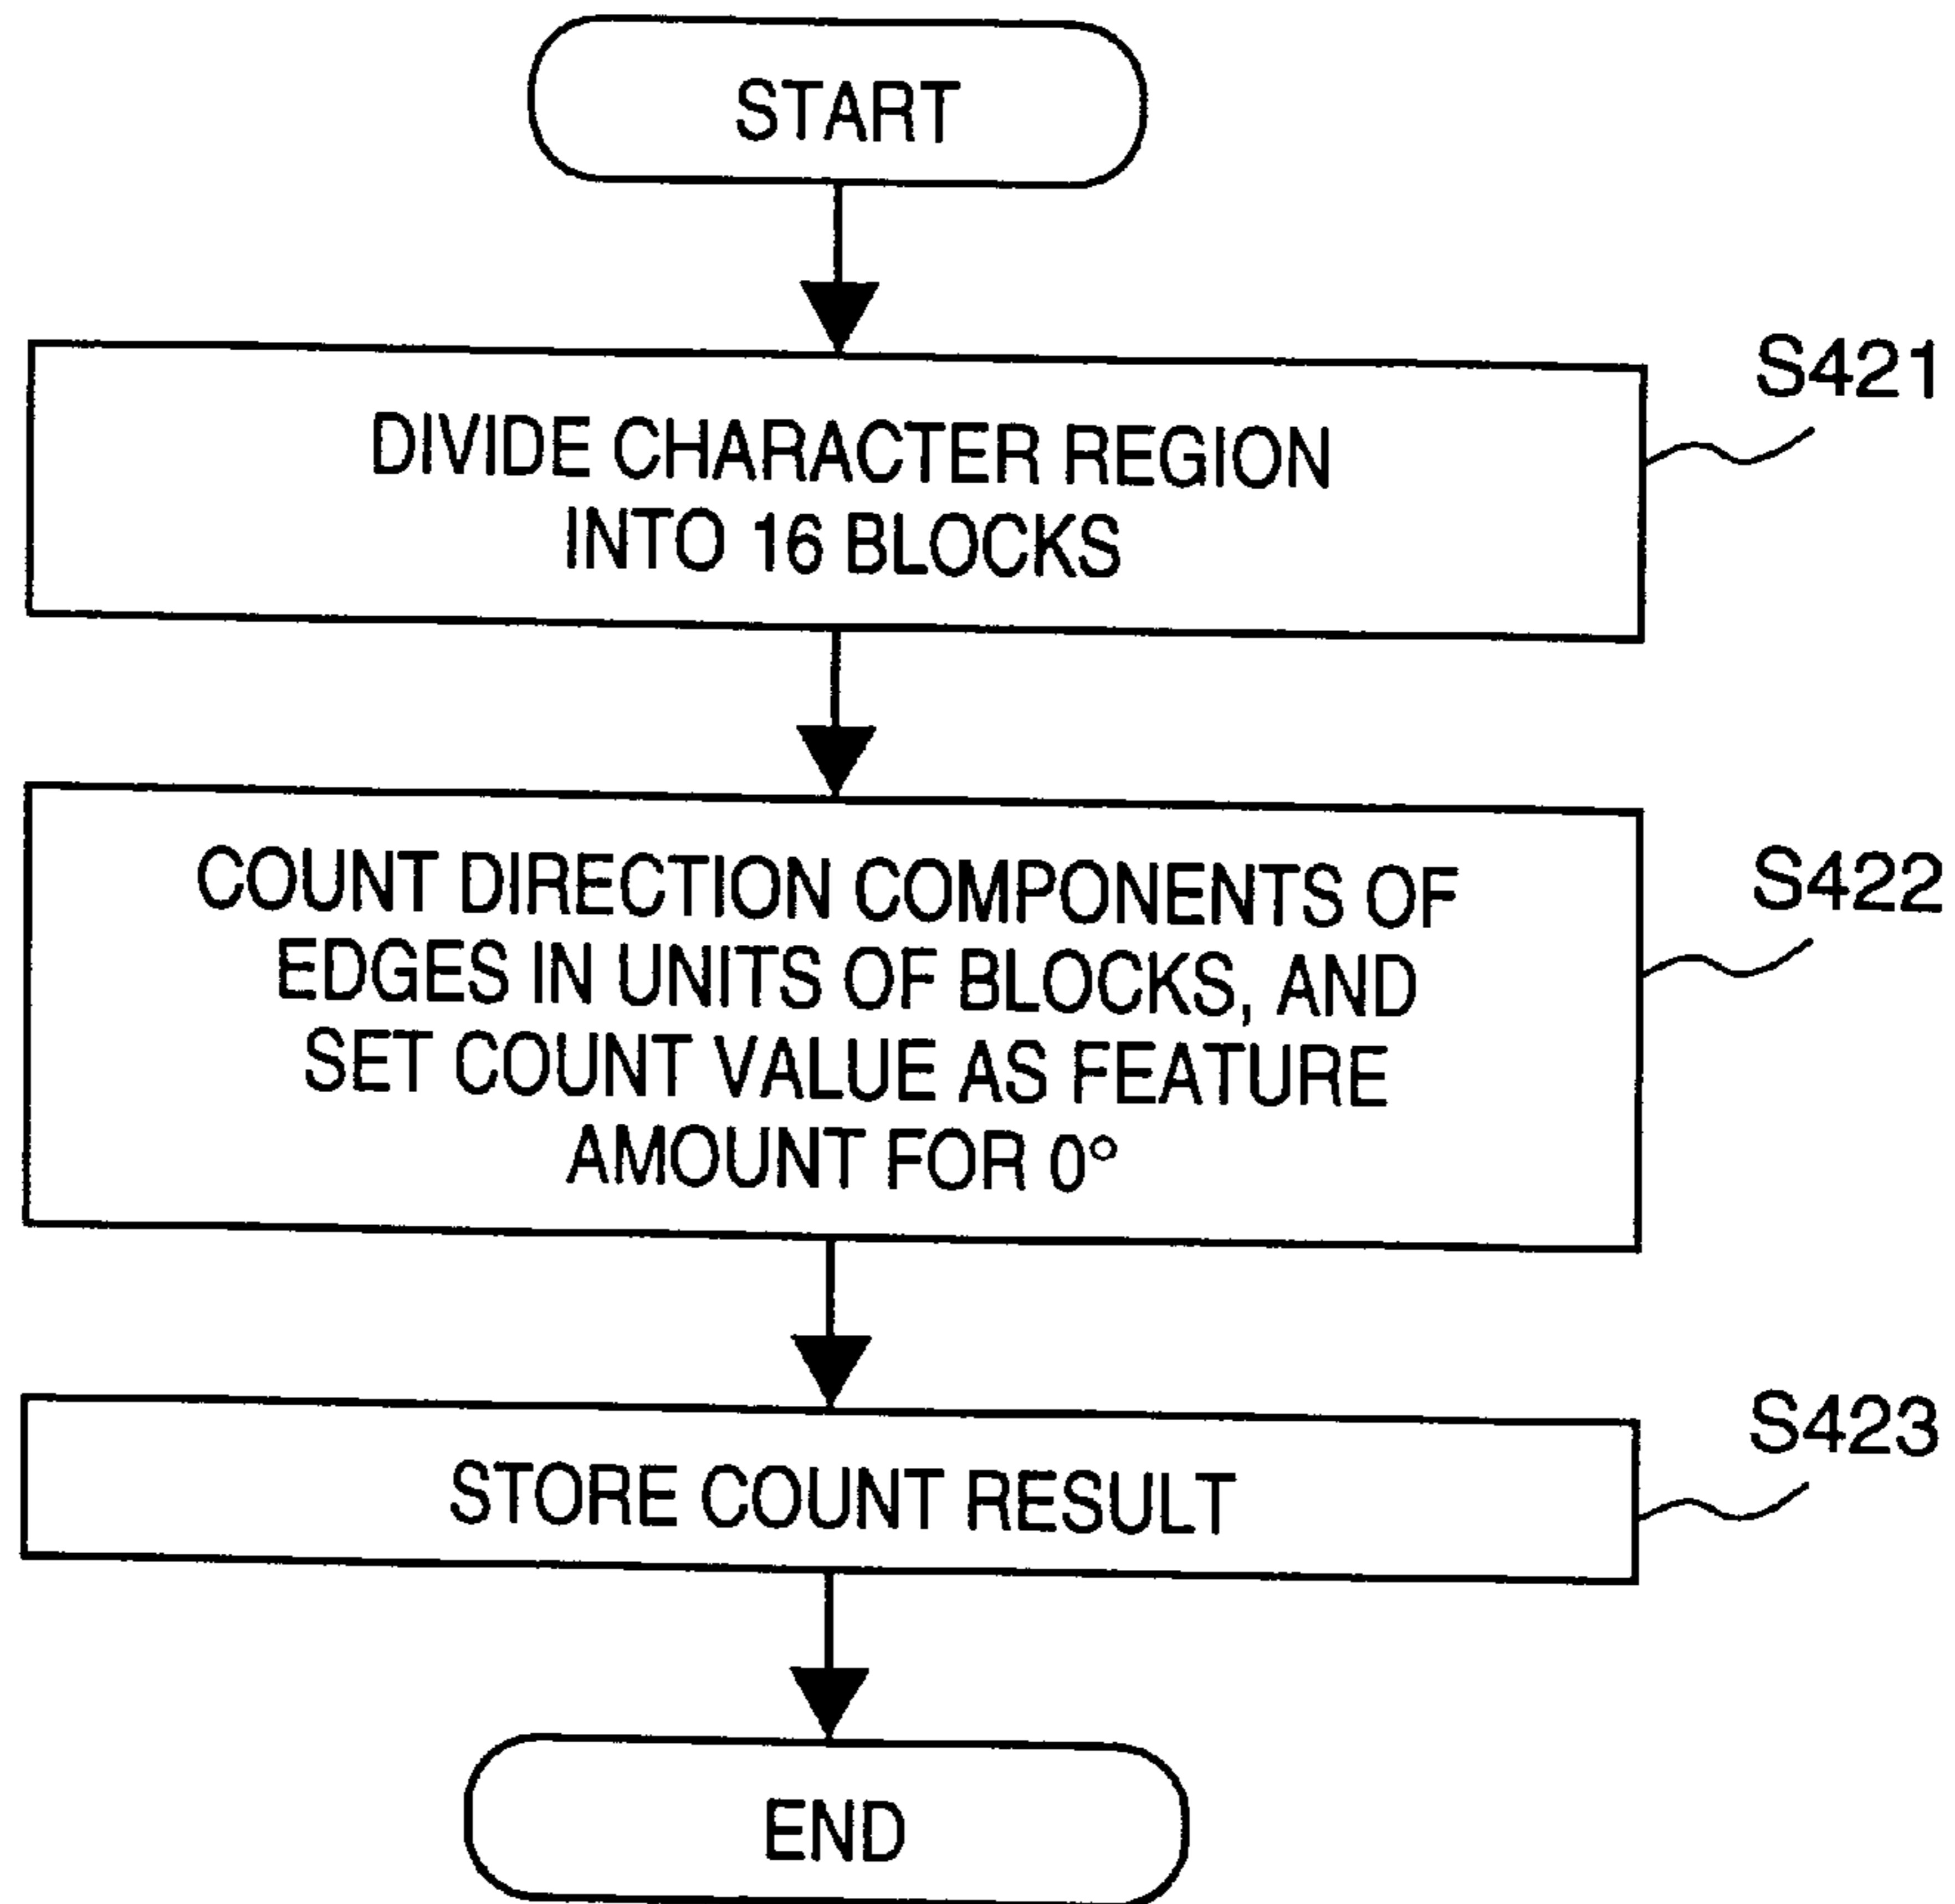 START
S421
DIVIDE CHARACTER REGION
INTO 16 BLOCKS
S422
COUNT DIRECTION COMPONENTS OF
EDGES IN UNITS OF BLOCKS, AND
SET COUNT VALUE AS FEATURE
AMOUNT FOR 0°
S423
STORE COUNT RESULT
END